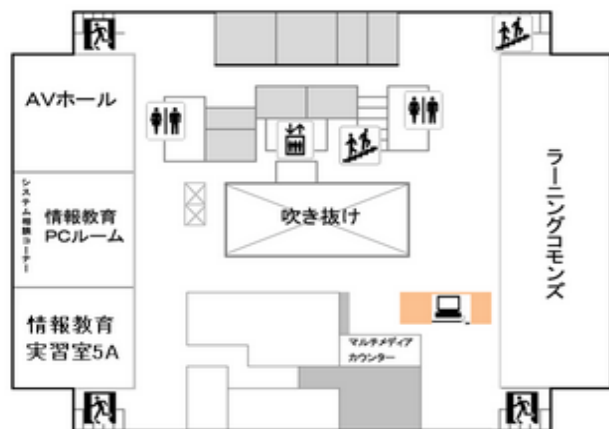 AVホール
システム相談コーナー
情報教育
PCルーム
吹き抜け
ラーニングコモンズ
情報教育
実習室5A
マルチメディア
カウンター